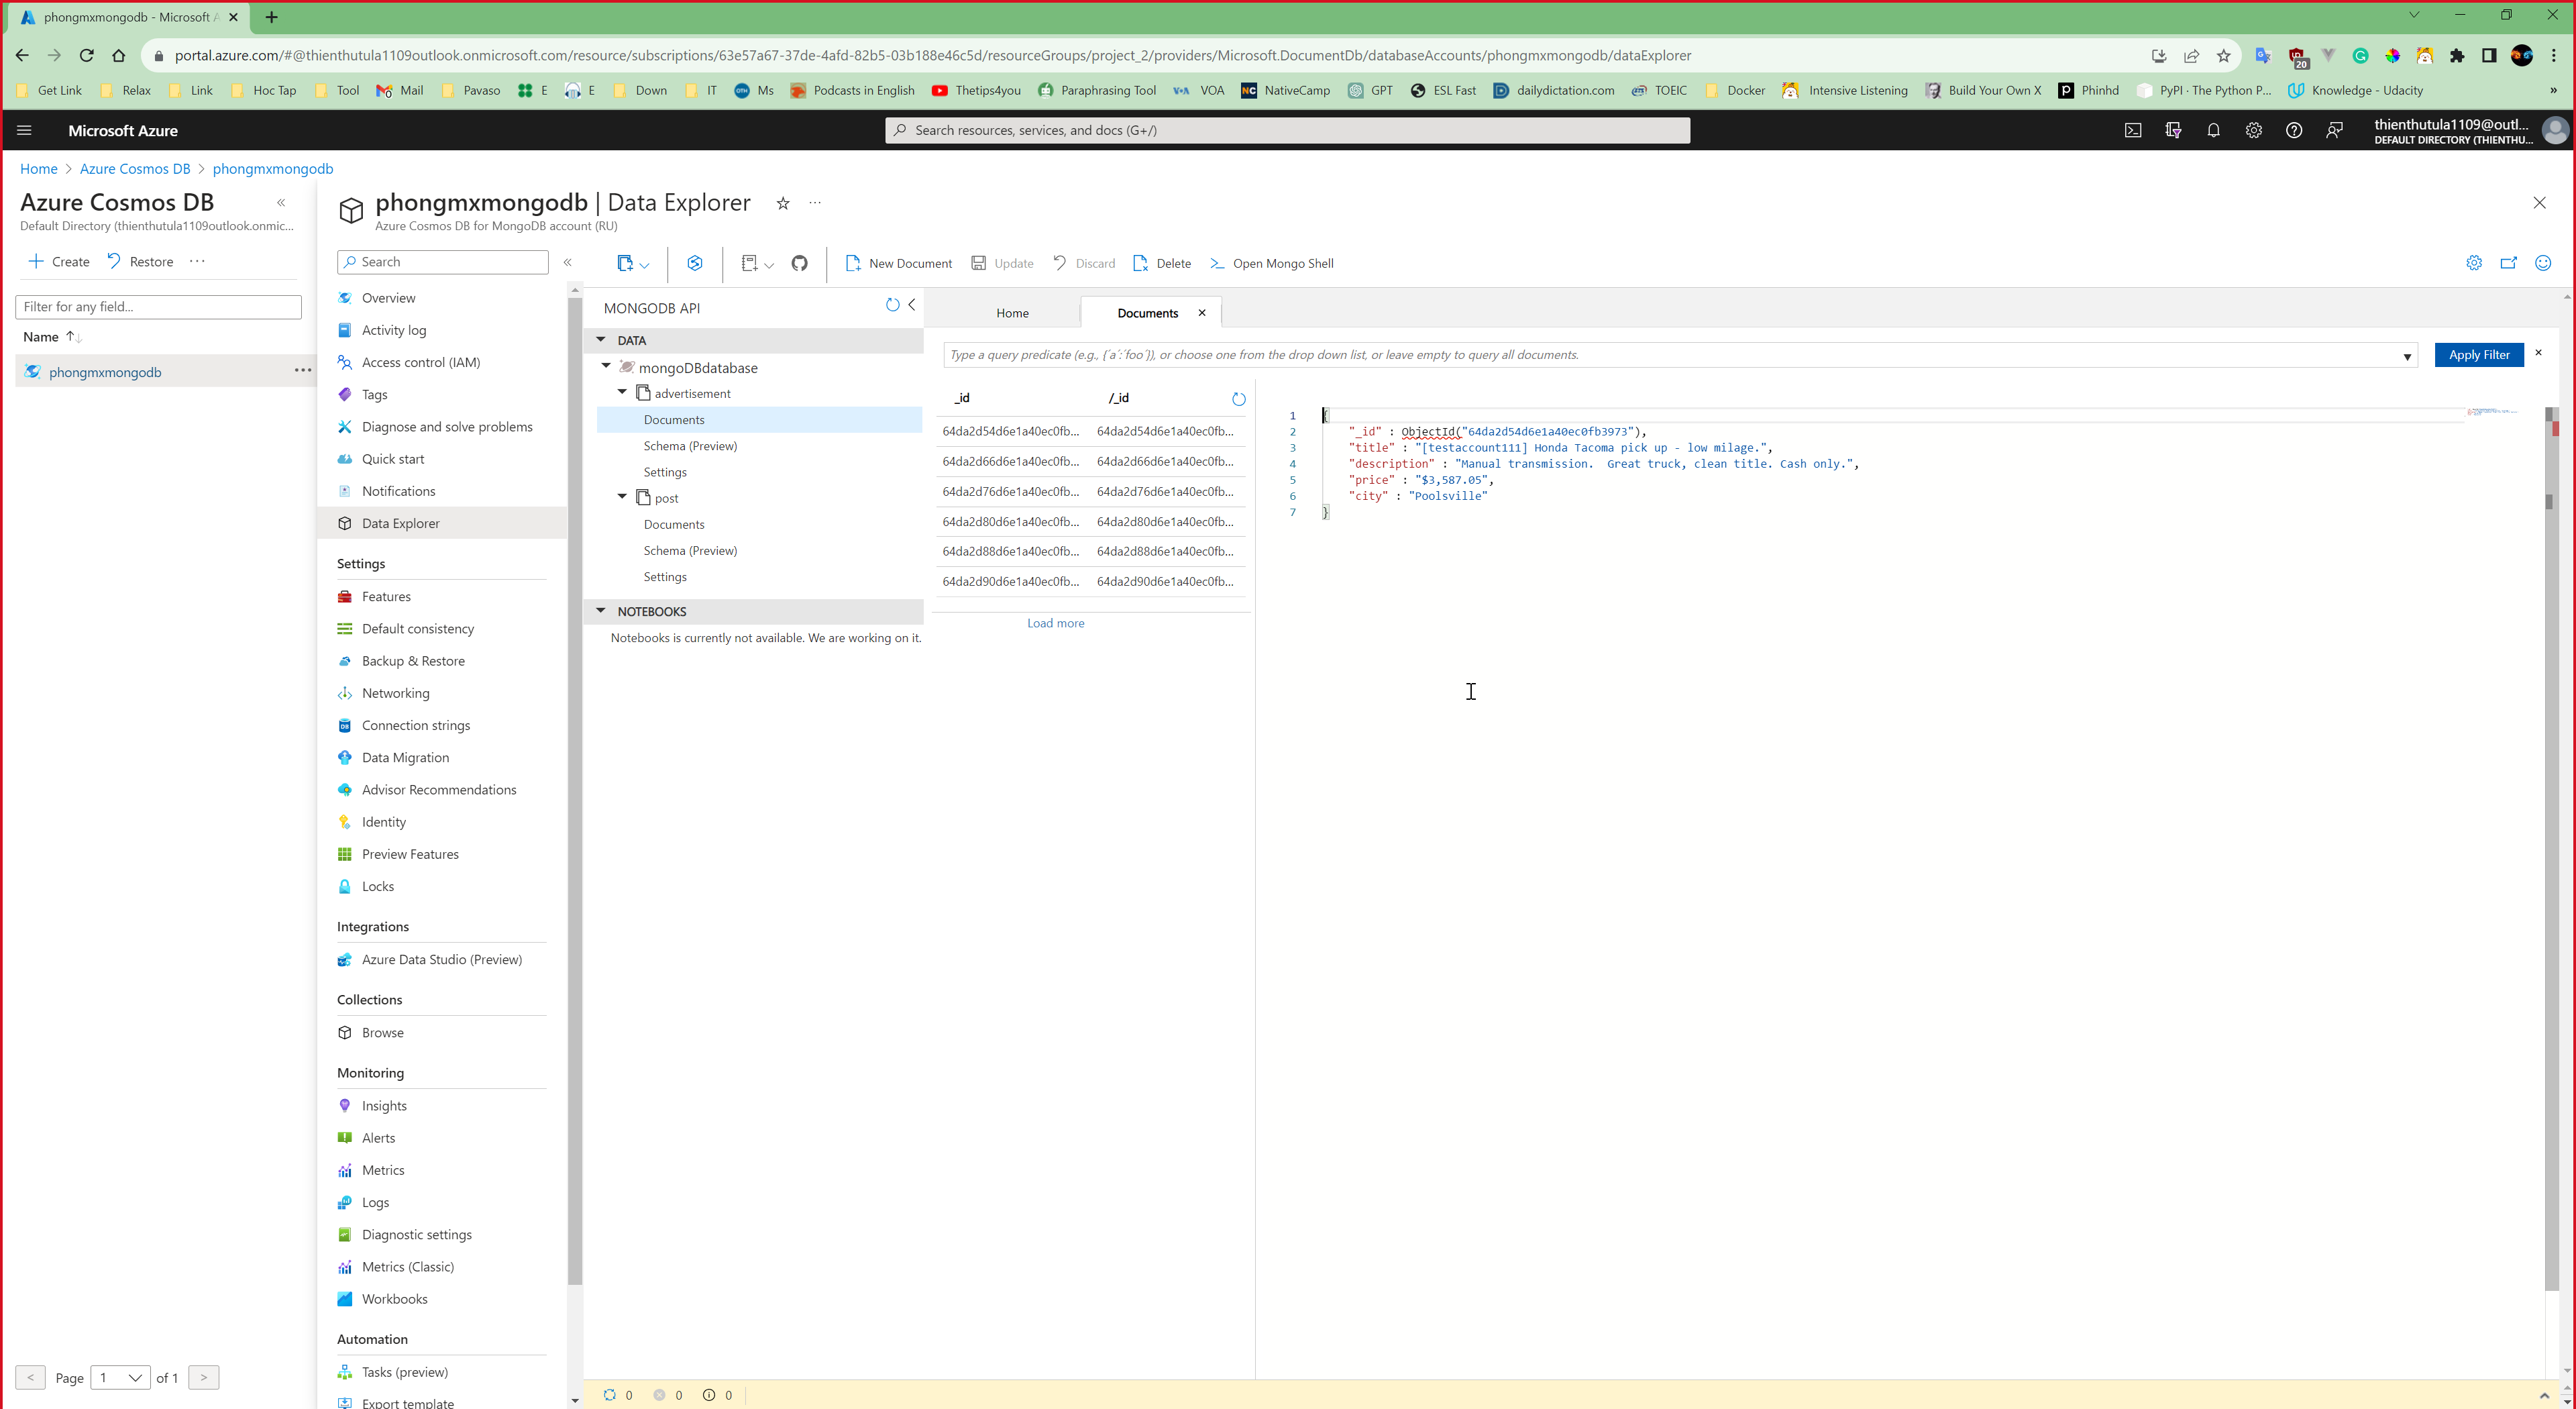 phongmxmongodb - Microsoft A
portal.azure.com/#@thienthutula1109outlook.onmicrosoft.com/resource/subscriptions/63e57a67-37de-4afd-82b5-03b188e46c5d/resourceGroups/project_2/providers/Microsoft.DocumentDb/databaseAccounts/phongmxmongodb/dataExplorer
20
Get Link Relax Link Hoc Tap Tool Mail Pavaso E E Down IT Ms Podcasts in English Thetips4you Paraphrasing Tool VOA NativeCamp GPT ESL Fast dailydictation.com TOEIC Docker Intensive Listening Build Your Own X Phinhd PyPI · The Python P... Knowledge - Udacity »
Microsoft Azure
Search resources, services, and docs (G+/)
thienthutula1109@outl...
DEFAULT DIRECTORY (THIENTHU...
Home > Azure Cosmos DB > phongmxmongodb
Azure Cosmos DB «
Default Directory (thienthutula1109outlook.onmic...
+ Create Restore ...
Filter for any field...
Name ↑↓
phongmxmongodb ...
< Page 1 of 1 >
phongmxmongodb | Data Explorer ...
Azure Cosmos DB for MongoDB account (RU)
Search «
Overview
Activity log
Access control (IAM)
Tags
Diagnose and solve problems
Quick start
Notifications
Data Explorer
Settings
Features
Default consistency
Backup & Restore
Networking
Connection strings
Data Migration
Advisor Recommendations
Identity
Preview Features
Locks
Integrations
Azure Data Studio (Preview)
Collections
Browse
Monitoring
Insights
Alerts
Metrics
Logs
Diagnostic settings
Metrics (Classic)
Workbooks
Automation
Tasks (preview)
Export template
New Document Update Discard Delete Open Mongo Shell
MONGODB API
DATA
mongoDBdatabase
advertisement
Documents
Schema (Preview)
Settings
post
Documents
Schema (Preview)
Settings
NOTEBOOKS
Notebooks is currently not available. We are working on it.
Home Documents
Type a query predicate (e.g., {´a´:´foo´}), or choose one from the drop down list, or leave empty to query all documents.
Apply Filter
_id /_id
64da2d54d6e1a40ec0fb... 64da2d54d6e1a40ec0fb...
64da2d66d6e1a40ec0fb... 64da2d66d6e1a40ec0fb...
64da2d76d6e1a40ec0fb... 64da2d76d6e1a40ec0fb...
64da2d80d6e1a40ec0fb... 64da2d80d6e1a40ec0fb...
64da2d88d6e1a40ec0fb... 64da2d88d6e1a40ec0fb...
64da2d90d6e1a40ec0fb... 64da2d90d6e1a40ec0fb...
Load more
1 {
2 "_id" : ObjectId("64da2d54d6e1a40ec0fb3973"),
3 "title" : "[testaccount111] Honda Tacoma pick up - low milage.",
4 "description" : "Manual transmission.  Great truck, clean title. Cash only.",
5 "price" : "$3,587.05",
6 "city" : "Poolsville"
7 }
0 0 0